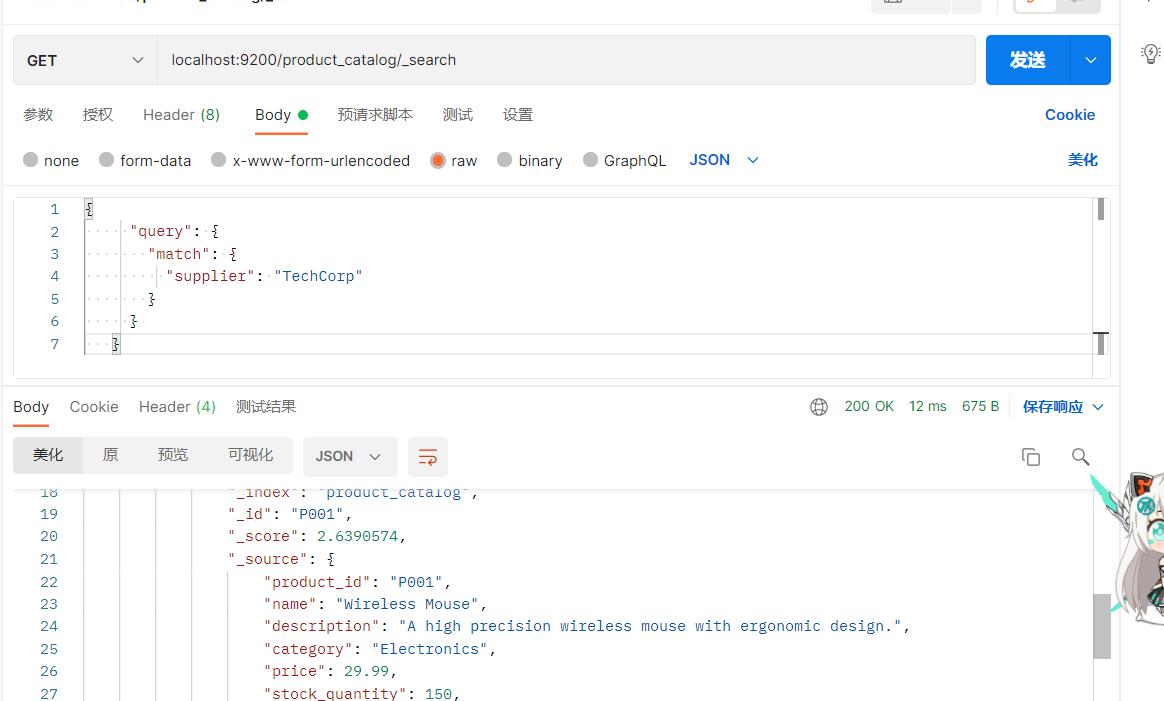 GET
localhost:9200/product_catalog/_search
发送
参数 授权 Header (8) Body 预请求脚本 测试 设置 Cookie
none form-data x-www-form-urlencoded raw binary GraphQL JSON 美化
1 {
2 "query": {
3 "match": {
4 "supplier": "TechCorp"
5 }
6 }
7 }
Body Cookie Header (4) 测试结果 200 OK 12 ms 675 B 保存响应
美化 原 预览 可视化 JSON
18 "_index": "product_catalog",
19 "_id": "P001",
20 "_score": 2.6390574,
21 "_source": {
22 "product_id": "P001",
23 "name": "Wireless Mouse",
24 "description": "A high precision wireless mouse with ergonomic design.",
25 "category": "Electronics",
26 "price": 29.99,
27 "stock_quantity": 150,